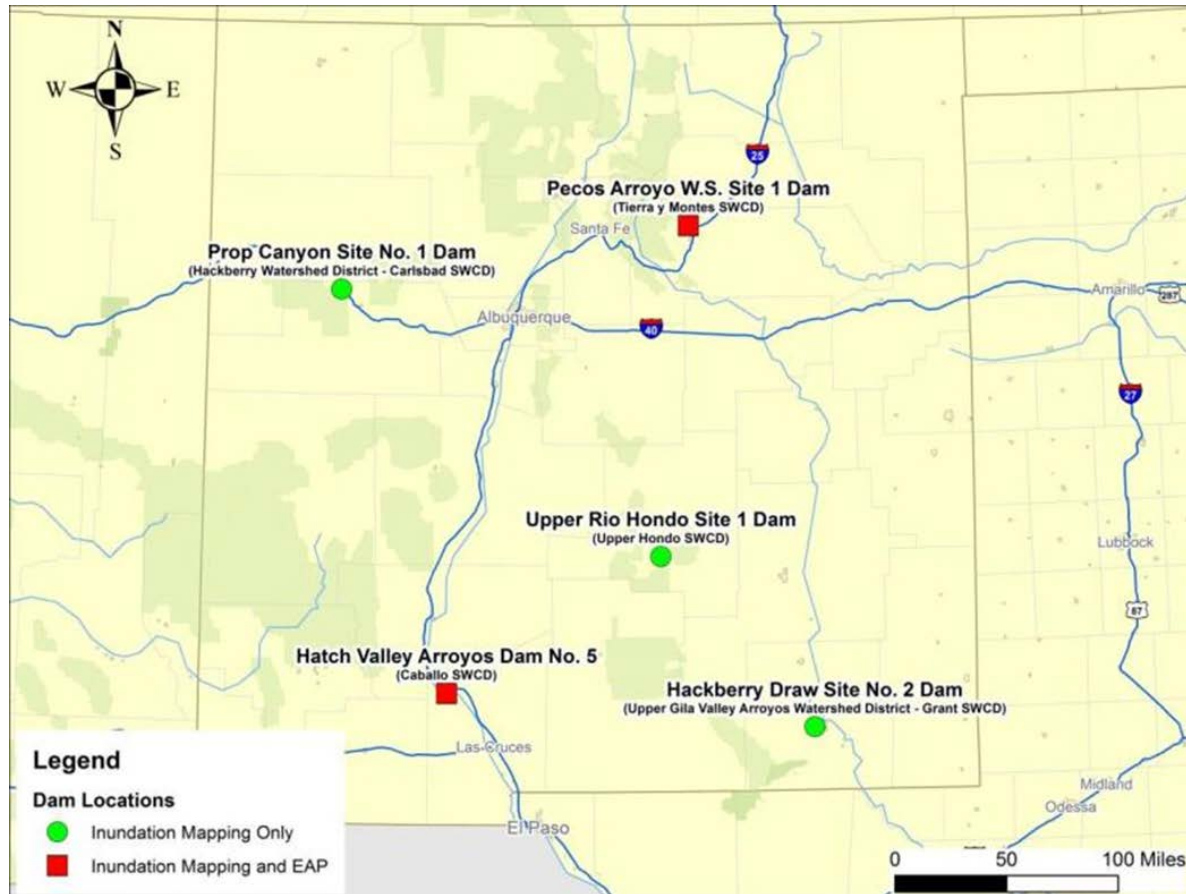 N
W E
S
25
Pecos Arroyo W.S. Site 1 Dam
(Tierra y Montes SWCD)
Santa Fe
Prop Canyon Site No. 1 Dam
(Hackberry Watershed District - Carlsbad SWCD)
Amarillo
287
Albuquerque
40
27
Upper Rio Hondo Site 1 Dam
(Upper Hondo SWCD)
Lubbock
87
Hatch Valley Arroyos Dam No. 5
(Caballo SWCD)
Hackberry Draw Site No. 2 Dam
(Upper Gila Valley Arroyos Watershed District - Grant SWCD)
Las Cruces
Midland
Odessa
El Paso
Legend
Dam Locations
Inundation Mapping Only
Inundation Mapping and EAP
0 50 100 Miles